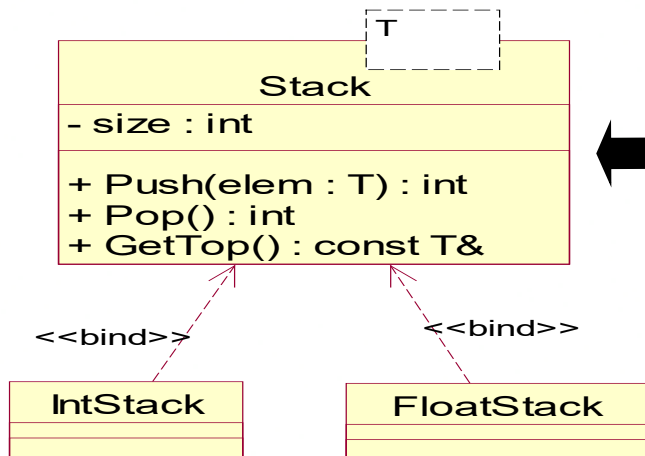 T
Stack
- size : int
+ Push(elem : T) : int
+ Pop() : int
+ GetTop() : const T&
<<bind>>
<<bind>>
IntStack
FloatStack